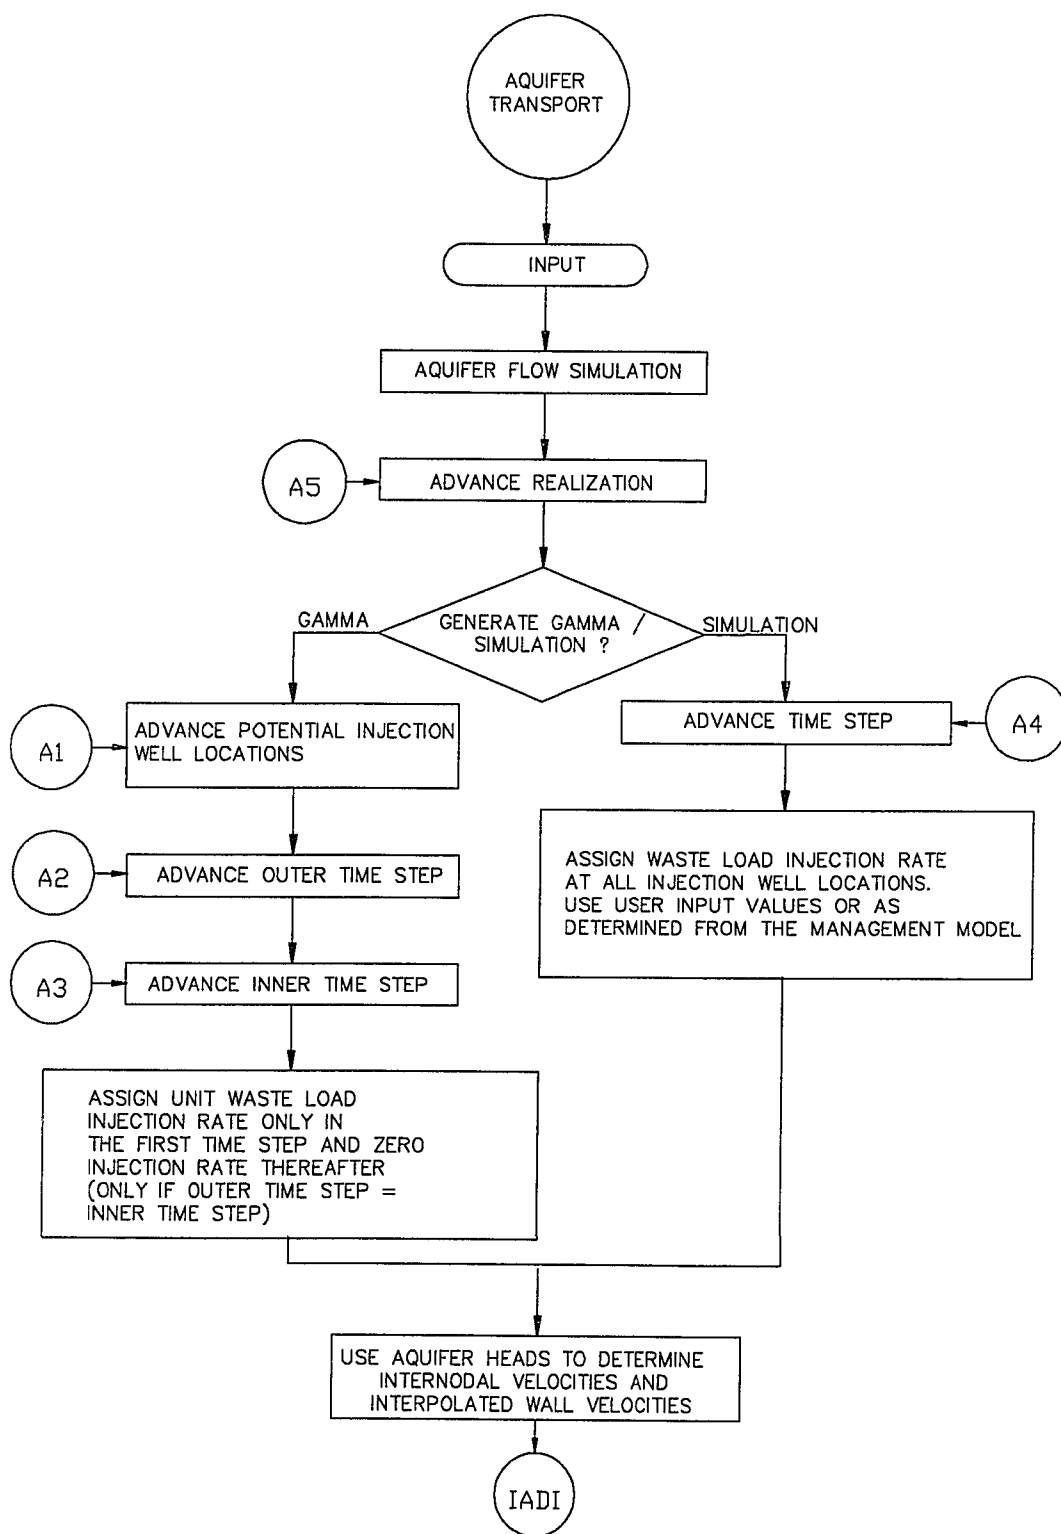 AQUIFER
TRANSPORT
INPUT
AQUIFER FLOW SIMULATION
A5
ADVANCE REALIZATION
GENERATE GAMMA /
SIMULATION ?
GAMMA
SIMULATION
A1
ADVANCE POTENTIAL INJECTION
WELL LOCATIONS
A2
ADVANCE OUTER TIME STEP
A3
ADVANCE INNER TIME STEP
ASSIGN UNIT WASTE LOAD
INJECTION RATE ONLY IN
THE FIRST TIME STEP AND ZERO
INJECTION RATE THEREAFTER
(ONLY IF OUTER TIME STEP =
INNER TIME STEP)
ADVANCE TIME STEP
A4
ASSIGN WASTE LOAD INJECTION RATE
AT ALL INJECTION WELL LOCATIONS.
USE USER INPUT VALUES OR AS
DETERMINED FROM THE MANAGEMENT MODEL
USE AQUIFER HEADS TO DETERMINE
INTERNODAL VELOCITIES AND
INTERPOLATED WALL VELOCITIES
IADI